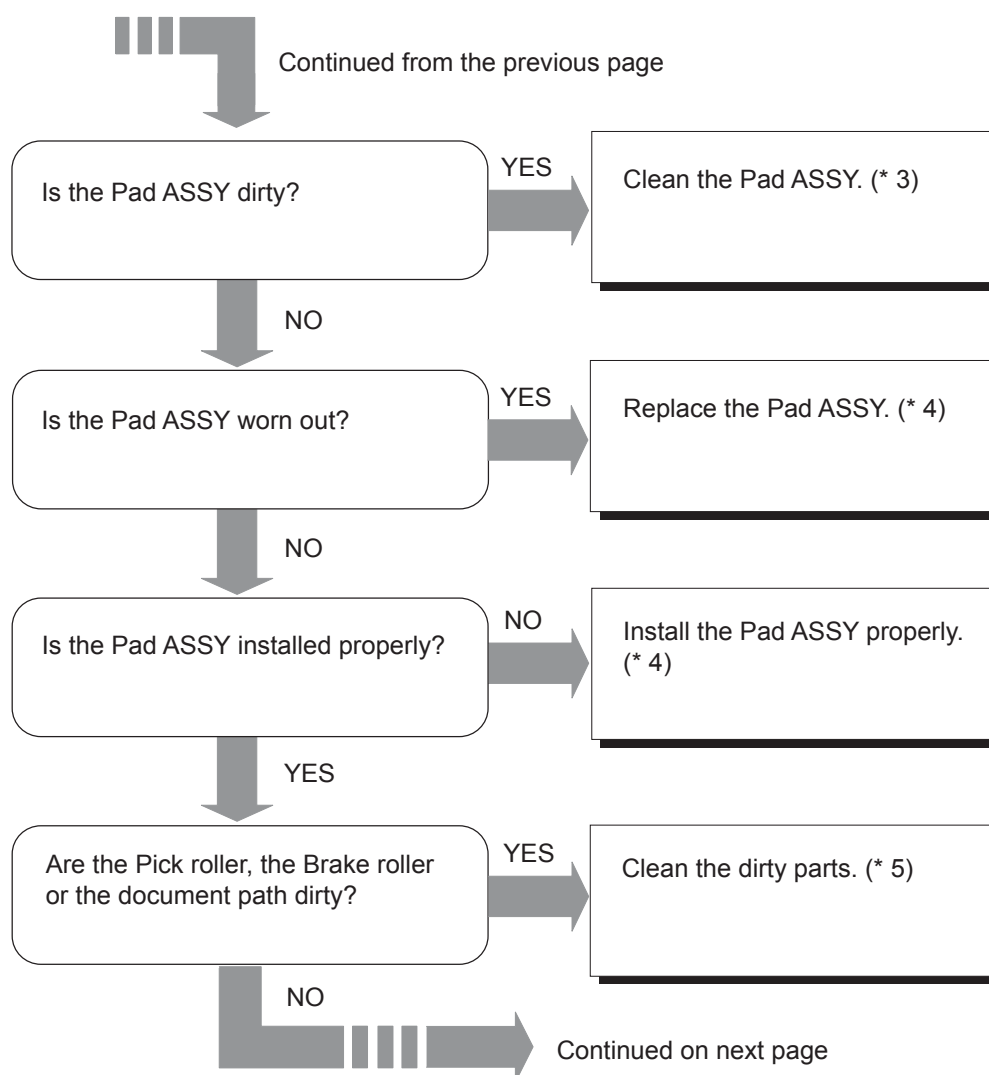 Continued from the previous page
Is the Pad ASSY dirty?
YES
Clean the Pad ASSY. (* 3)
NO
Is the Pad ASSY worn out?
YES
Replace the Pad ASSY. (* 4)
NO
Is the Pad ASSY installed properly?
NO
Install the Pad ASSY properly.
(* 4)
YES
Are the Pick roller, the Brake roller
or the document path dirty?
YES
Clean the dirty parts. (* 5)
NO
Continued on next page